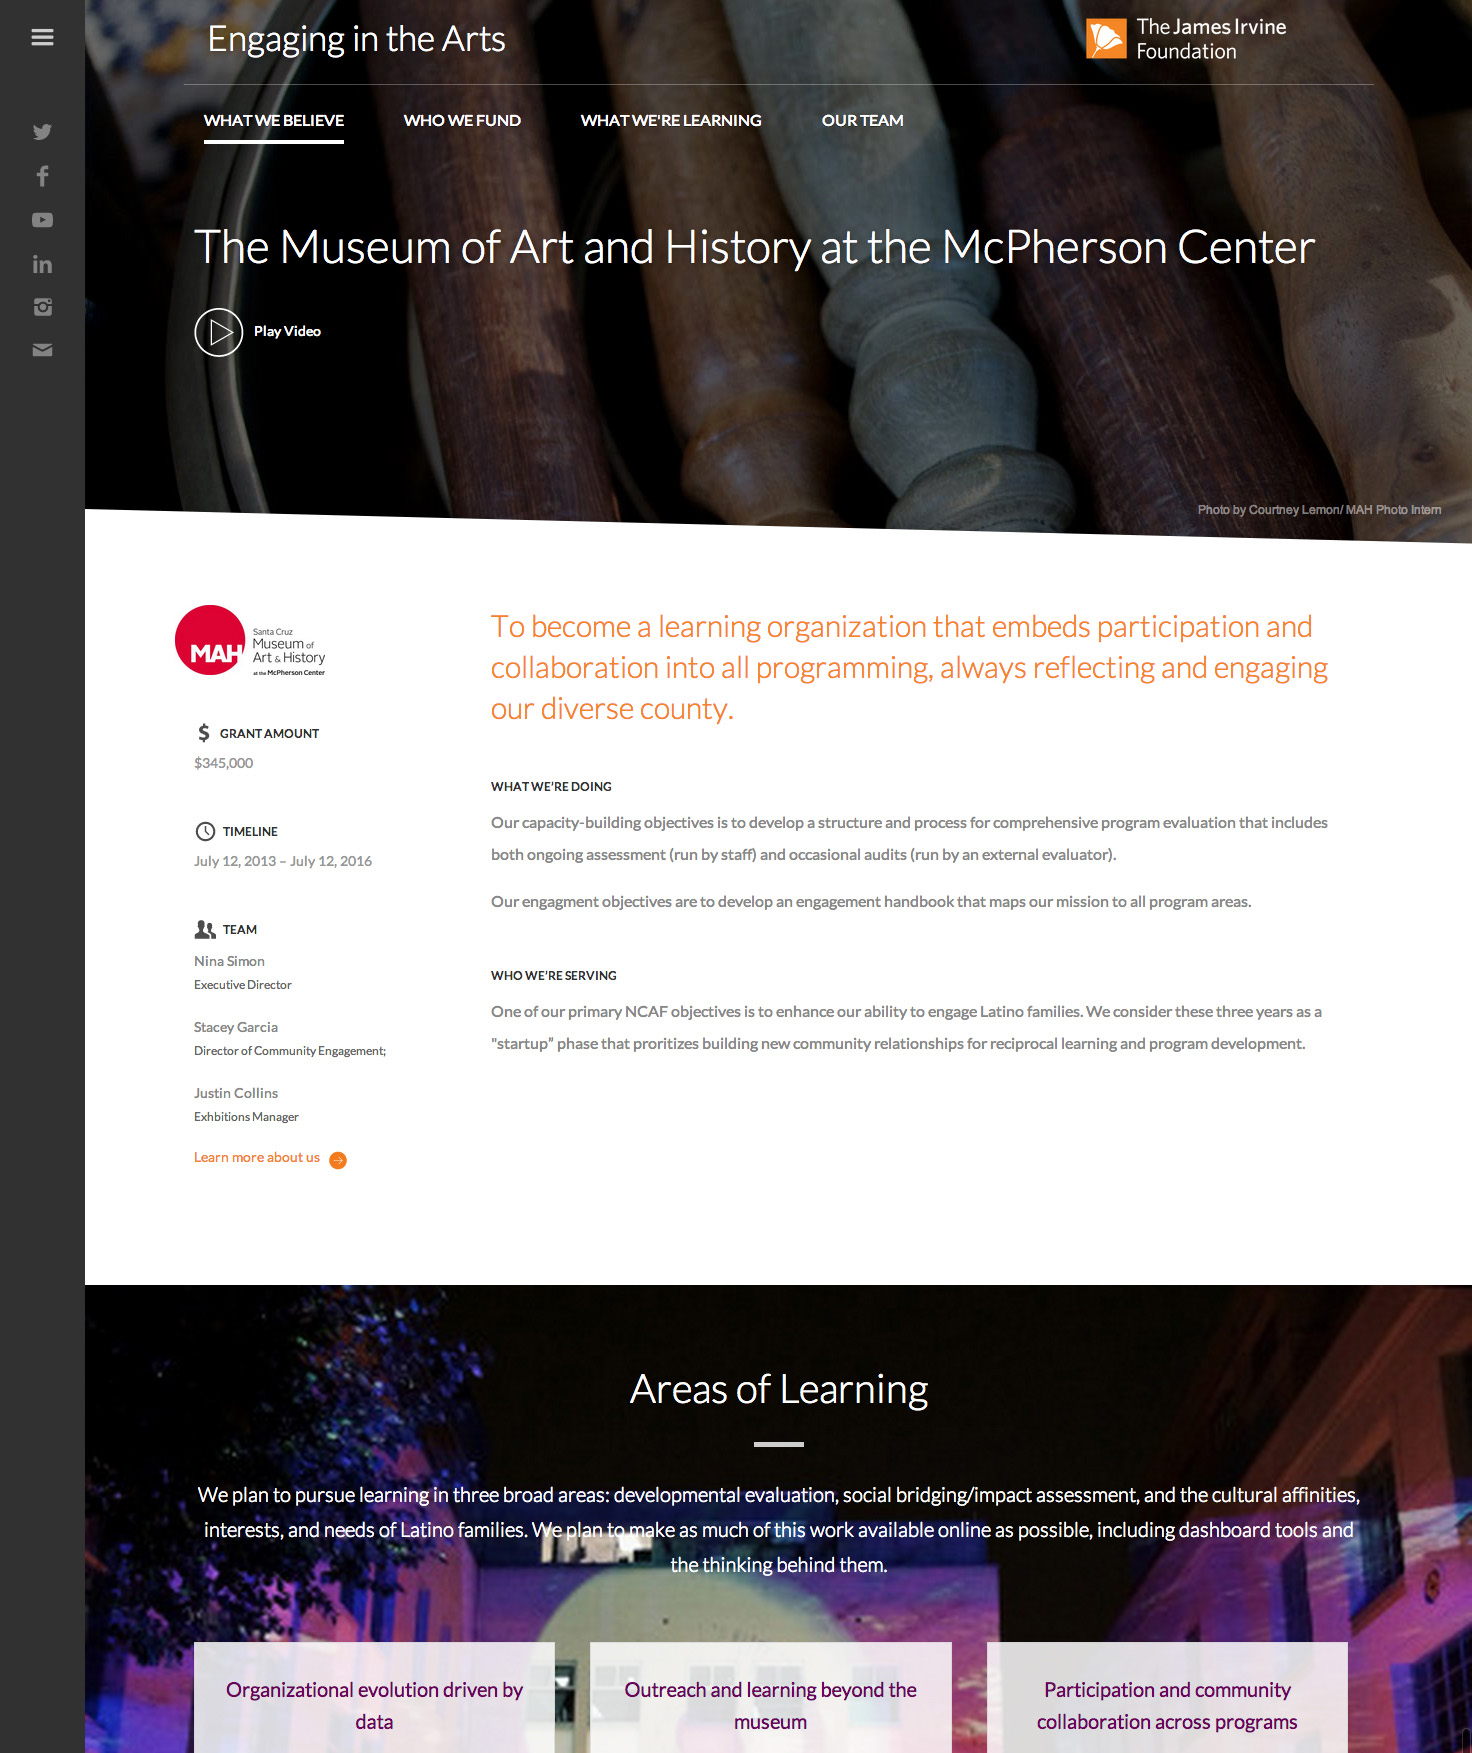 Engaging in the Arts
The James Irvine
Foundation
WHAT WE BELIEVE
WHO WE FUND
WHAT WE'RE LEARNING
OUR TEAM
The Museum of Art and History at the McPherson Center
Play Video
Photo by Courtney Lemon/ MAH Photo Intern
MAH
Santa Cruz
Museum of
Art & History
at the McPherson Center
GRANT AMOUNT
$345,000
TIMELINE
July 12, 2013 – July 12, 2016
TEAM
Nina Simon
Executive Director
Stacey Garcia
Director of Community Engagement;
Justin Collins
Exhbitions Manager
Learn more about us
To become a learning organization that embeds participation and
collaboration into all programming, always reflecting and engaging
our diverse county.
WHAT WE’RE DOING
Our capacity-building objectives is to develop a structure and process for comprehensive program evaluation that includes
both ongoing assessment (run by staff) and occasional audits (run by an external evaluator).
Our engagment objectives are to develop an engagement handbook that maps our mission to all program areas.
WHO WE’RE SERVING
One of our primary NCAF objectives is to enhance our ability to engage Latino families. We consider these three years as a
"startup” phase that proritizes building new community relationships for reciprocal learning and program development.
Areas of Learning
We plan to pursue learning in three broad areas: developmental evaluation, social bridging/impact assessment, and the cultural affinities,
interests, and needs of Latino families. We plan to make as much of this work available online as possible, including dashboard tools and
the thinking behind them.
Organizational evolution driven by
data
Outreach and learning beyond the
museum
Participation and community
collaboration across programs